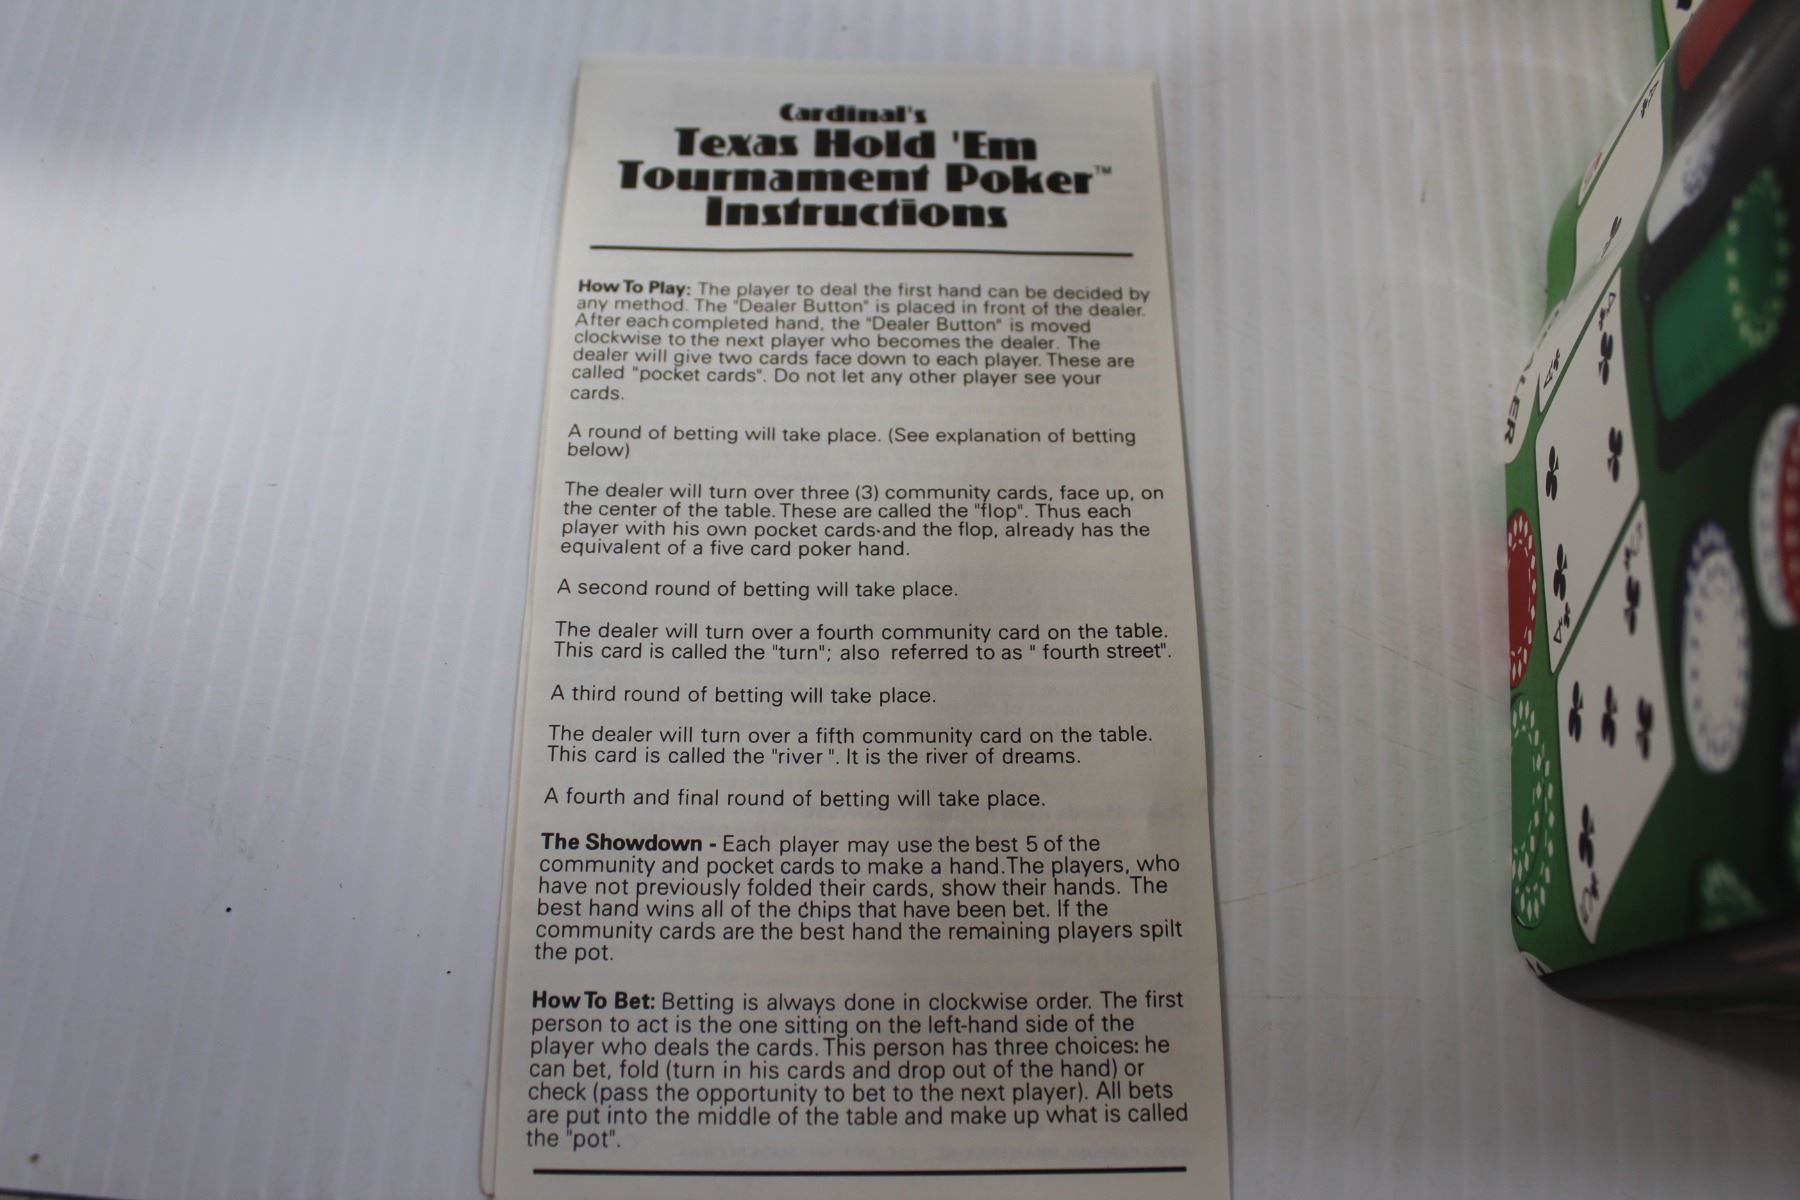 Cardinal's
Texas Hold 'Em
Tournament Poker™
Instructions
How To Play: The player to deal the first hand can be decided by
any method. The "Dealer Button" is placed in front of the dealer.
After each completed hand, the "Dealer Button" is moved
clockwise to the next player who becomes the dealer. The
dealer will give two cards face down to each player. These are
called "pocket cards". Do not let any other player see your
cards.
A round of betting will take place. (See explanation of betting
below)
The dealer will turn over three (3) community cards, face up, on
the center of the table. These are called the "flop". Thus each
player with his own pocket cards·and the flop, already has the
equivalent of a five card poker hand.
A second round of betting will take place.
The dealer will turn over a fourth community card on the table.
This card is called the "turn"; also referred to as " fourth street".
A third round of betting will take place.
The dealer will turn over a fifth community card on the table.
This card is called the "river ". It is the river of dreams.
A fourth and final round of betting will take place.
The Showdown - Each player may use the best 5 of the
community and pocket cards to make a hand.The players, who
have not previously folded their cards, show their hands. The
best hand wins all of the chips that have been bet. If the
community cards are the best hand the remaining players spilt
the pot.
How To Bet: Betting is always done in clockwise order. The first
person to act is the one sitting on the left-hand side of the
player who deals the cards. This person has three choices: he
can bet, fold (turn in his cards and drop out of the hand) or
check (pass the opportunity to bet to the next player). All bets
are put into the middle of the table and make up what is called
the "pot".